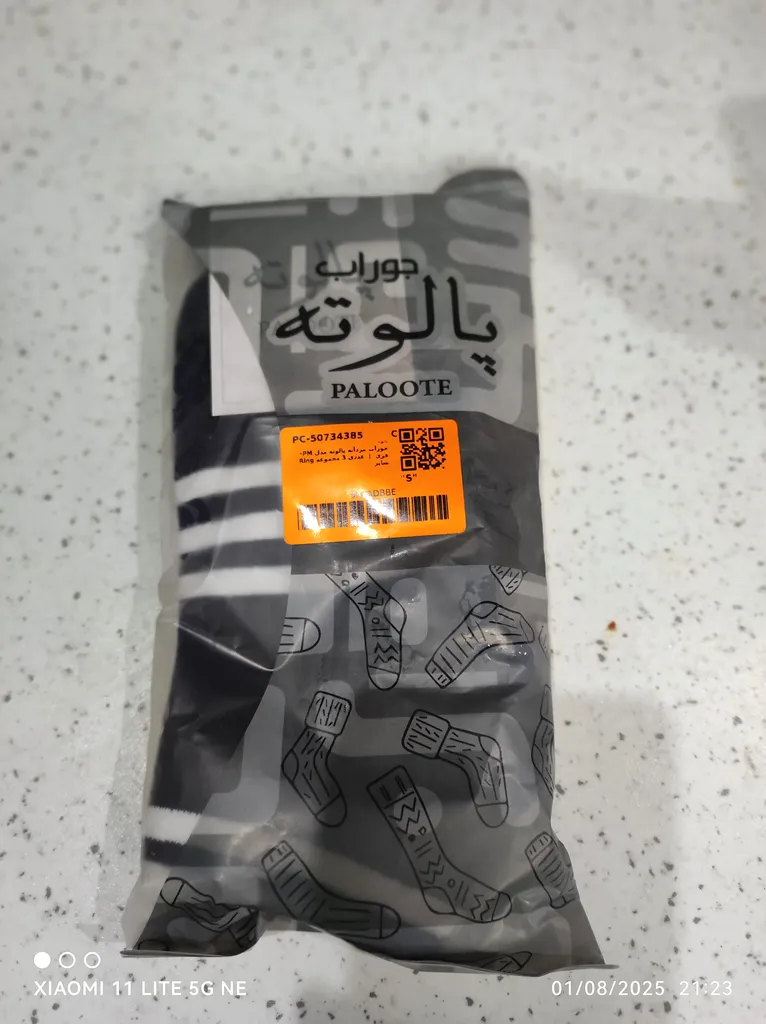 جوراب
پالوته
PALOOTE
PC-50734385
C
جوراب مردانه پالوته مدل PM-
Ring مجموعه 3 عددی |
سایز
"S"
XIAOMI 11 LITE 5G NE
01/08/2025 21:23